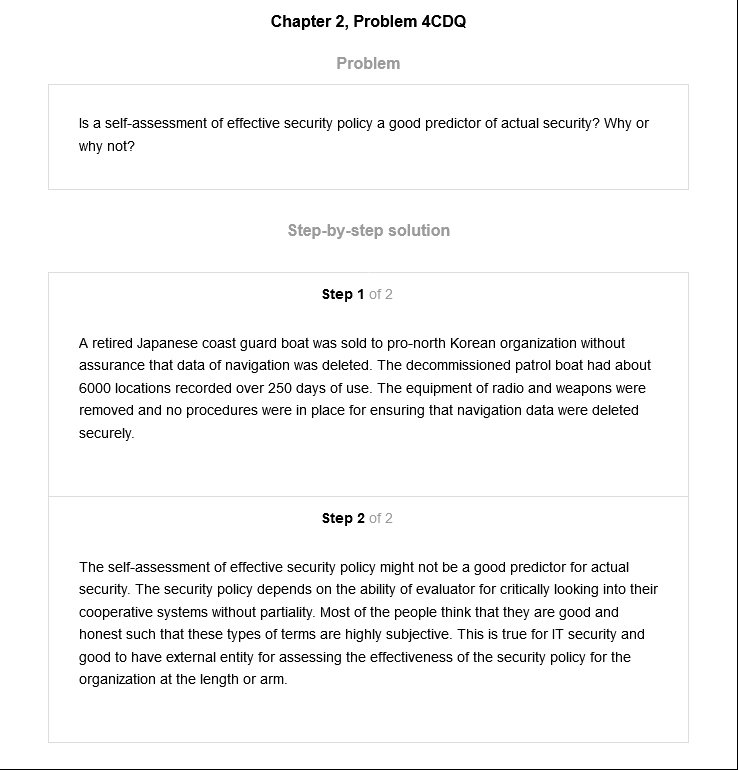 Chapter 2, Problem 4CDQ
Problem
Is a self-assessment of effective security policy a good predictor of actual security? Why or
why not?
Step-by-step solution
Step 1 of 2
A retired Japanese coast guard boat was sold to pro-north Korean organization without
assurance that data of navigation was deleted. The decommissioned patrol boat had about
6000 locations recorded over 250 days of use. The equipment of radio and weapons were
removed and no procedures were in place for ensuring that navigation data were deleted
securely.
Step 2 of 2
The self-assessment of effective security policy might not be a good predictor for actual
security. The security policy depends on the ability of evaluator for critically looking into their
cooperative systems without partiality. Most of the people think that they are good and
honest such that these types of terms are highly subjective. This is true for IT security and
good to have external entity for assessing the effectiveness of the security policy for the
organization at the length or arm.